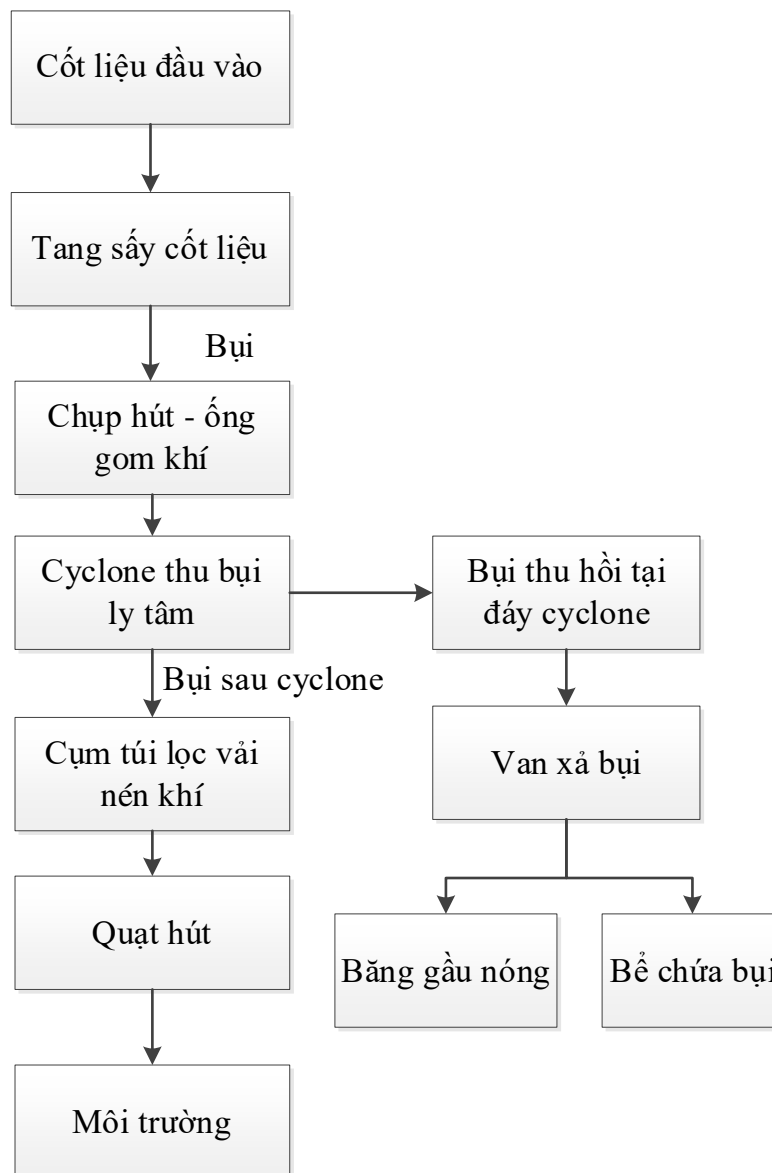 Cốt liệu đầu vào
Tang sấy cốt liệu
Bụi
Chụp hút - ống
gom khí
Cyclone thu bụi
ly tâm
Bụi thu hồi tại
đáy cyclone
Bụi sau cyclone
Cụm túi lọc vải
nén khí
Van xả bụi
Quạt hút
Băng gầu nóng
Bể chứa bụi
Môi trường